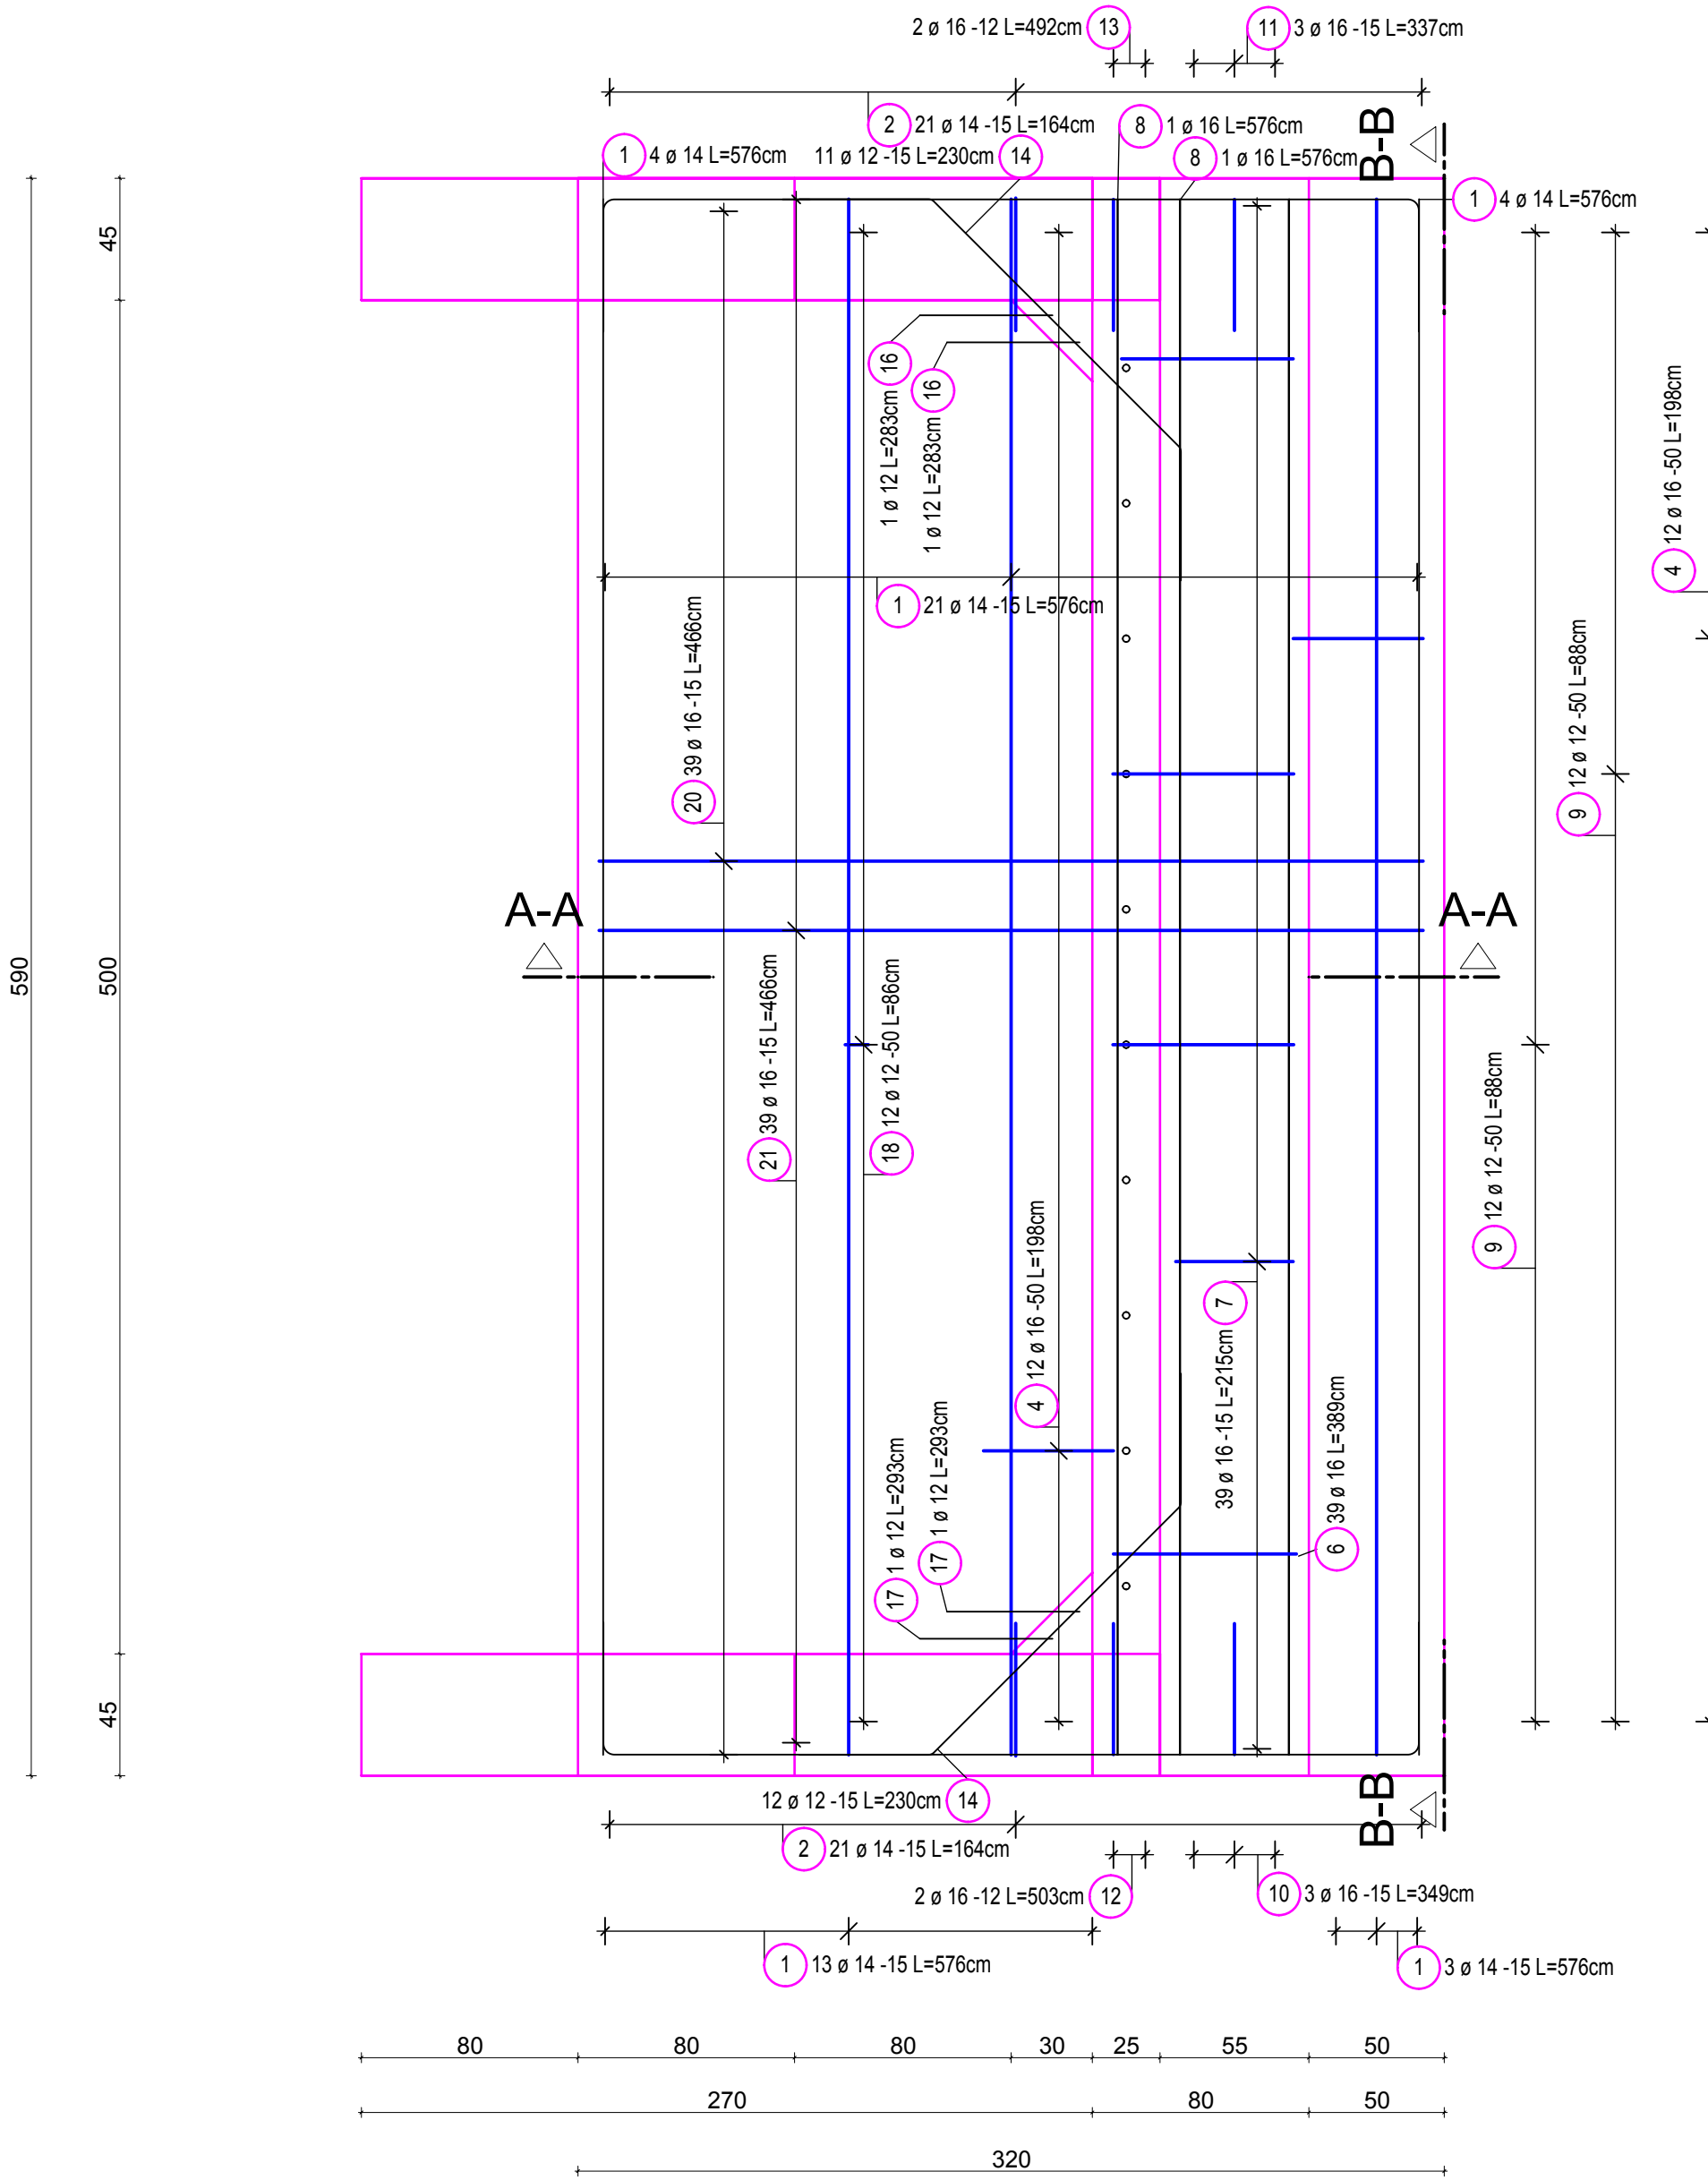 2 ø 16 -12 L=492cm 13
11 3 ø 16 -15 L=337cm
2 21 ø 14 -15 L=164cm
8 1 ø 16 L=576cm
B-B
1 4 ø 14 L=576cm
11 ø 12 -15 L=230cm 14
8 1 ø 16 L=576cm
1 4 ø 14 L=576cm
45
16 1 ø 12 L=283cm
16 1 ø 12 L=283cm
4 12 ø 16 -50 L=198cm
1 21 ø 14 -15 L=576cm
20 39 ø 16 -15 L=466cm
9 12 ø 12 -50 L=88cm
A-A
A-A
590
500
21 39 ø 16 -15 L=466cm
18 12 ø 12 -50 L=86cm
9 12 ø 12 -50 L=88cm
4 12 ø 16 -50 L=198cm
7 39 ø 16 -15 L=215cm
6 39 ø 16 L=389cm
17 1 ø 12 L=293cm
17 1 ø 12 L=293cm
45
12 ø 12 -15 L=230cm 14
B-B
2 21 ø 14 -15 L=164cm
2 ø 16 -12 L=503cm 12
10 3 ø 16 -15 L=349cm
1 13 ø 14 -15 L=576cm
1 3 ø 14 -15 L=576cm
80 80 80 30 25 55 50
270 80 50
320